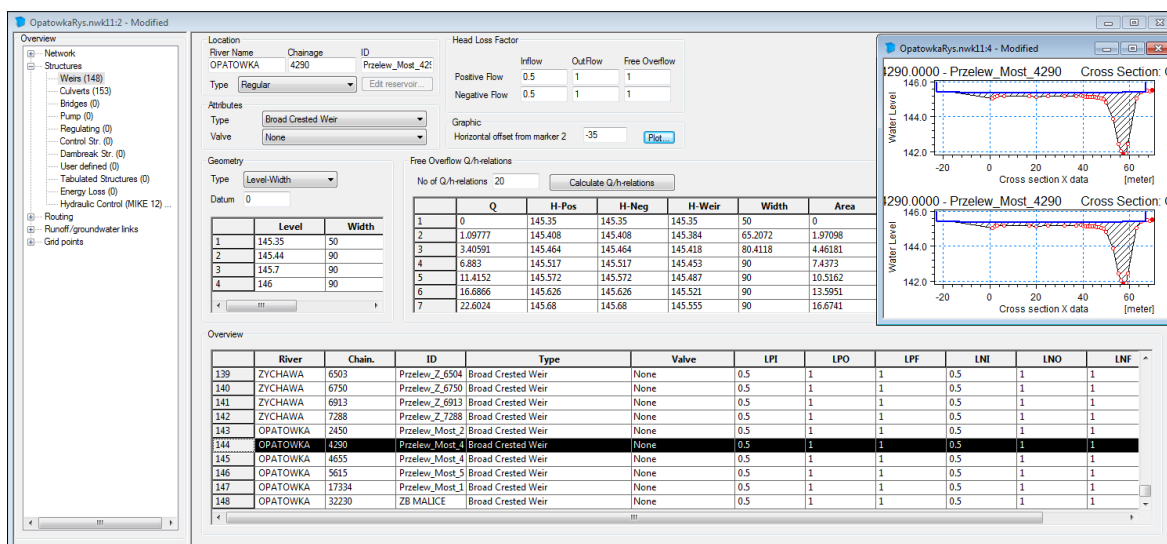 OpatowkaRys.nwk11:2 - Modified
Overview
Network
Structures
Weirs (148)
Culverts (153)
Bridges (0)
Pump (0)
Regulating (0)
Control Str. (0)
Dambreak Str. (0)
User defined (0)
Tabulated Structures (0)
Energy Loss (0)
Hydraulic Control (MIKE 12) ...
Routing
Runoff/groundwater links
Grid points
Location
River Name Chainage ID
OPATOWKA 4290 Przelew_Most_429
Type Regular Edit reservoir...
Attributes
Type Broad Crested Weir
Valve None
Head Loss Factor
Inflow OutFlow Free Overflow
Positive Flow 0.5 1 1
Negative Flow 0.5 1 1
Graphic
Horizontal offset from marker 2 -35 Plot...
Geometry
Type Level-Width
Datum 0
Level Width
1 145.35 50
2 145.44 90
3 145.7 90
4 146 90
Free Overflow Q/h-relations
No of Q/h-relations 20 Calculate Q/h-relations
Q H-Pos H-Neg H-Weir Width Area
1 0 145.35 145.35 145.35 50 0
2 1.09777 145.408 145.408 145.384 65.2072 1.97098
3 3.40591 145.464 145.464 145.418 80.4118 4.46181
4 6.883 145.517 145.517 145.453 90 7.4373
5 11.4152 145.572 145.572 145.487 90 10.5162
6 16.6866 145.626 145.626 145.521 90 13.5951
7 22.6024 145.68 145.68 145.555 90 16.6741
OpatowkaRys.nwk11:4 - Modified
4290.0000 - Przelew_Most_4290 Cross Section:
146.0
144.0
142.0
Water Level
-20 0 20 40 60
Cross section X data [meter]
4290.0000 - Przelew_Most_4290 Cross Section:
146.0
144.0
142.0
Water Level
-20 0 20 40 60
Cross section X data [meter]
Overview
River Chain. ID Type Valve LPI LPO LPF LNI LNO LNF
139 ZYCHAWA 6503 Przelew_Z_6504 Broad Crested Weir None 0.5 1 1 0.5 1 1
140 ZYCHAWA 6750 Przelew_Z_6750 Broad Crested Weir None 0.5 1 1 0.5 1 1
141 ZYCHAWA 6913 Przelew_Z_6913 Broad Crested Weir None 0.5 1 1 0.5 1 1
142 ZYCHAWA 7288 Przelew_Z_7288 Broad Crested Weir None 0.5 1 1 0.5 1 1
143 OPATOWKA 2450 Przelew_Most_2 Broad Crested Weir None 0.5 1 1 0.5 1 1
144 OPATOWKA 4290 Przelew_Most_4 Broad Crested Weir None 0.5 1 1 0.5 1 1
145 OPATOWKA 4655 Przelew_Most_4 Broad Crested Weir None 0.5 1 1 0.5 1 1
146 OPATOWKA 5615 Przelew_Most_5 Broad Crested Weir None 0.5 1 1 0.5 1 1
147 OPATOWKA 17334 Przelew_Most_1 Broad Crested Weir None 0.5 1 1 0.5 1 1
148 OPATOWKA 32230 ZB MALICE Broad Crested Weir None 0.5 1 1 0.5 1 1